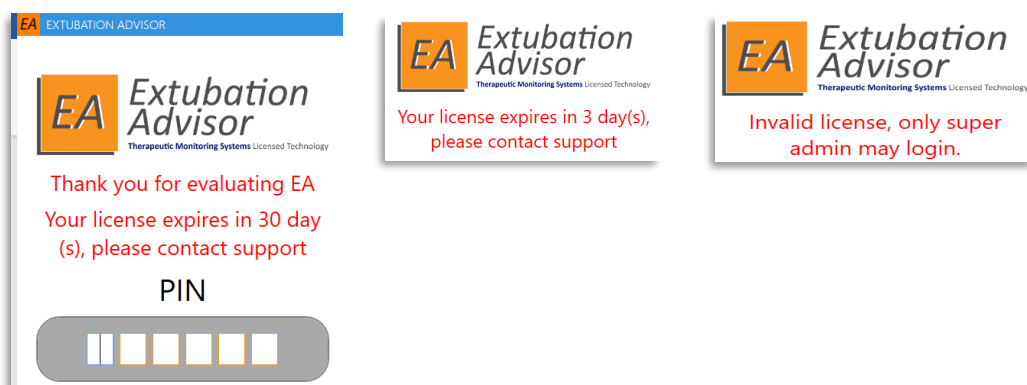 EA EXTUBATION ADVISOR
EA Extubation
Advisor
Therapeutic Monitoring Systems Licensed Technology
Thank you for evaluating EA
Your license expires in 30 day
(s), please contact support
PIN
EA Extubation
Advisor
Therapeutic Monitoring Systems Licensed Technology
Your license expires in 3 day(s),
please contact support
EA Extubation
Advisor
Therapeutic Monitoring Systems Licensed Technology
Invalid license, only super
admin may login.